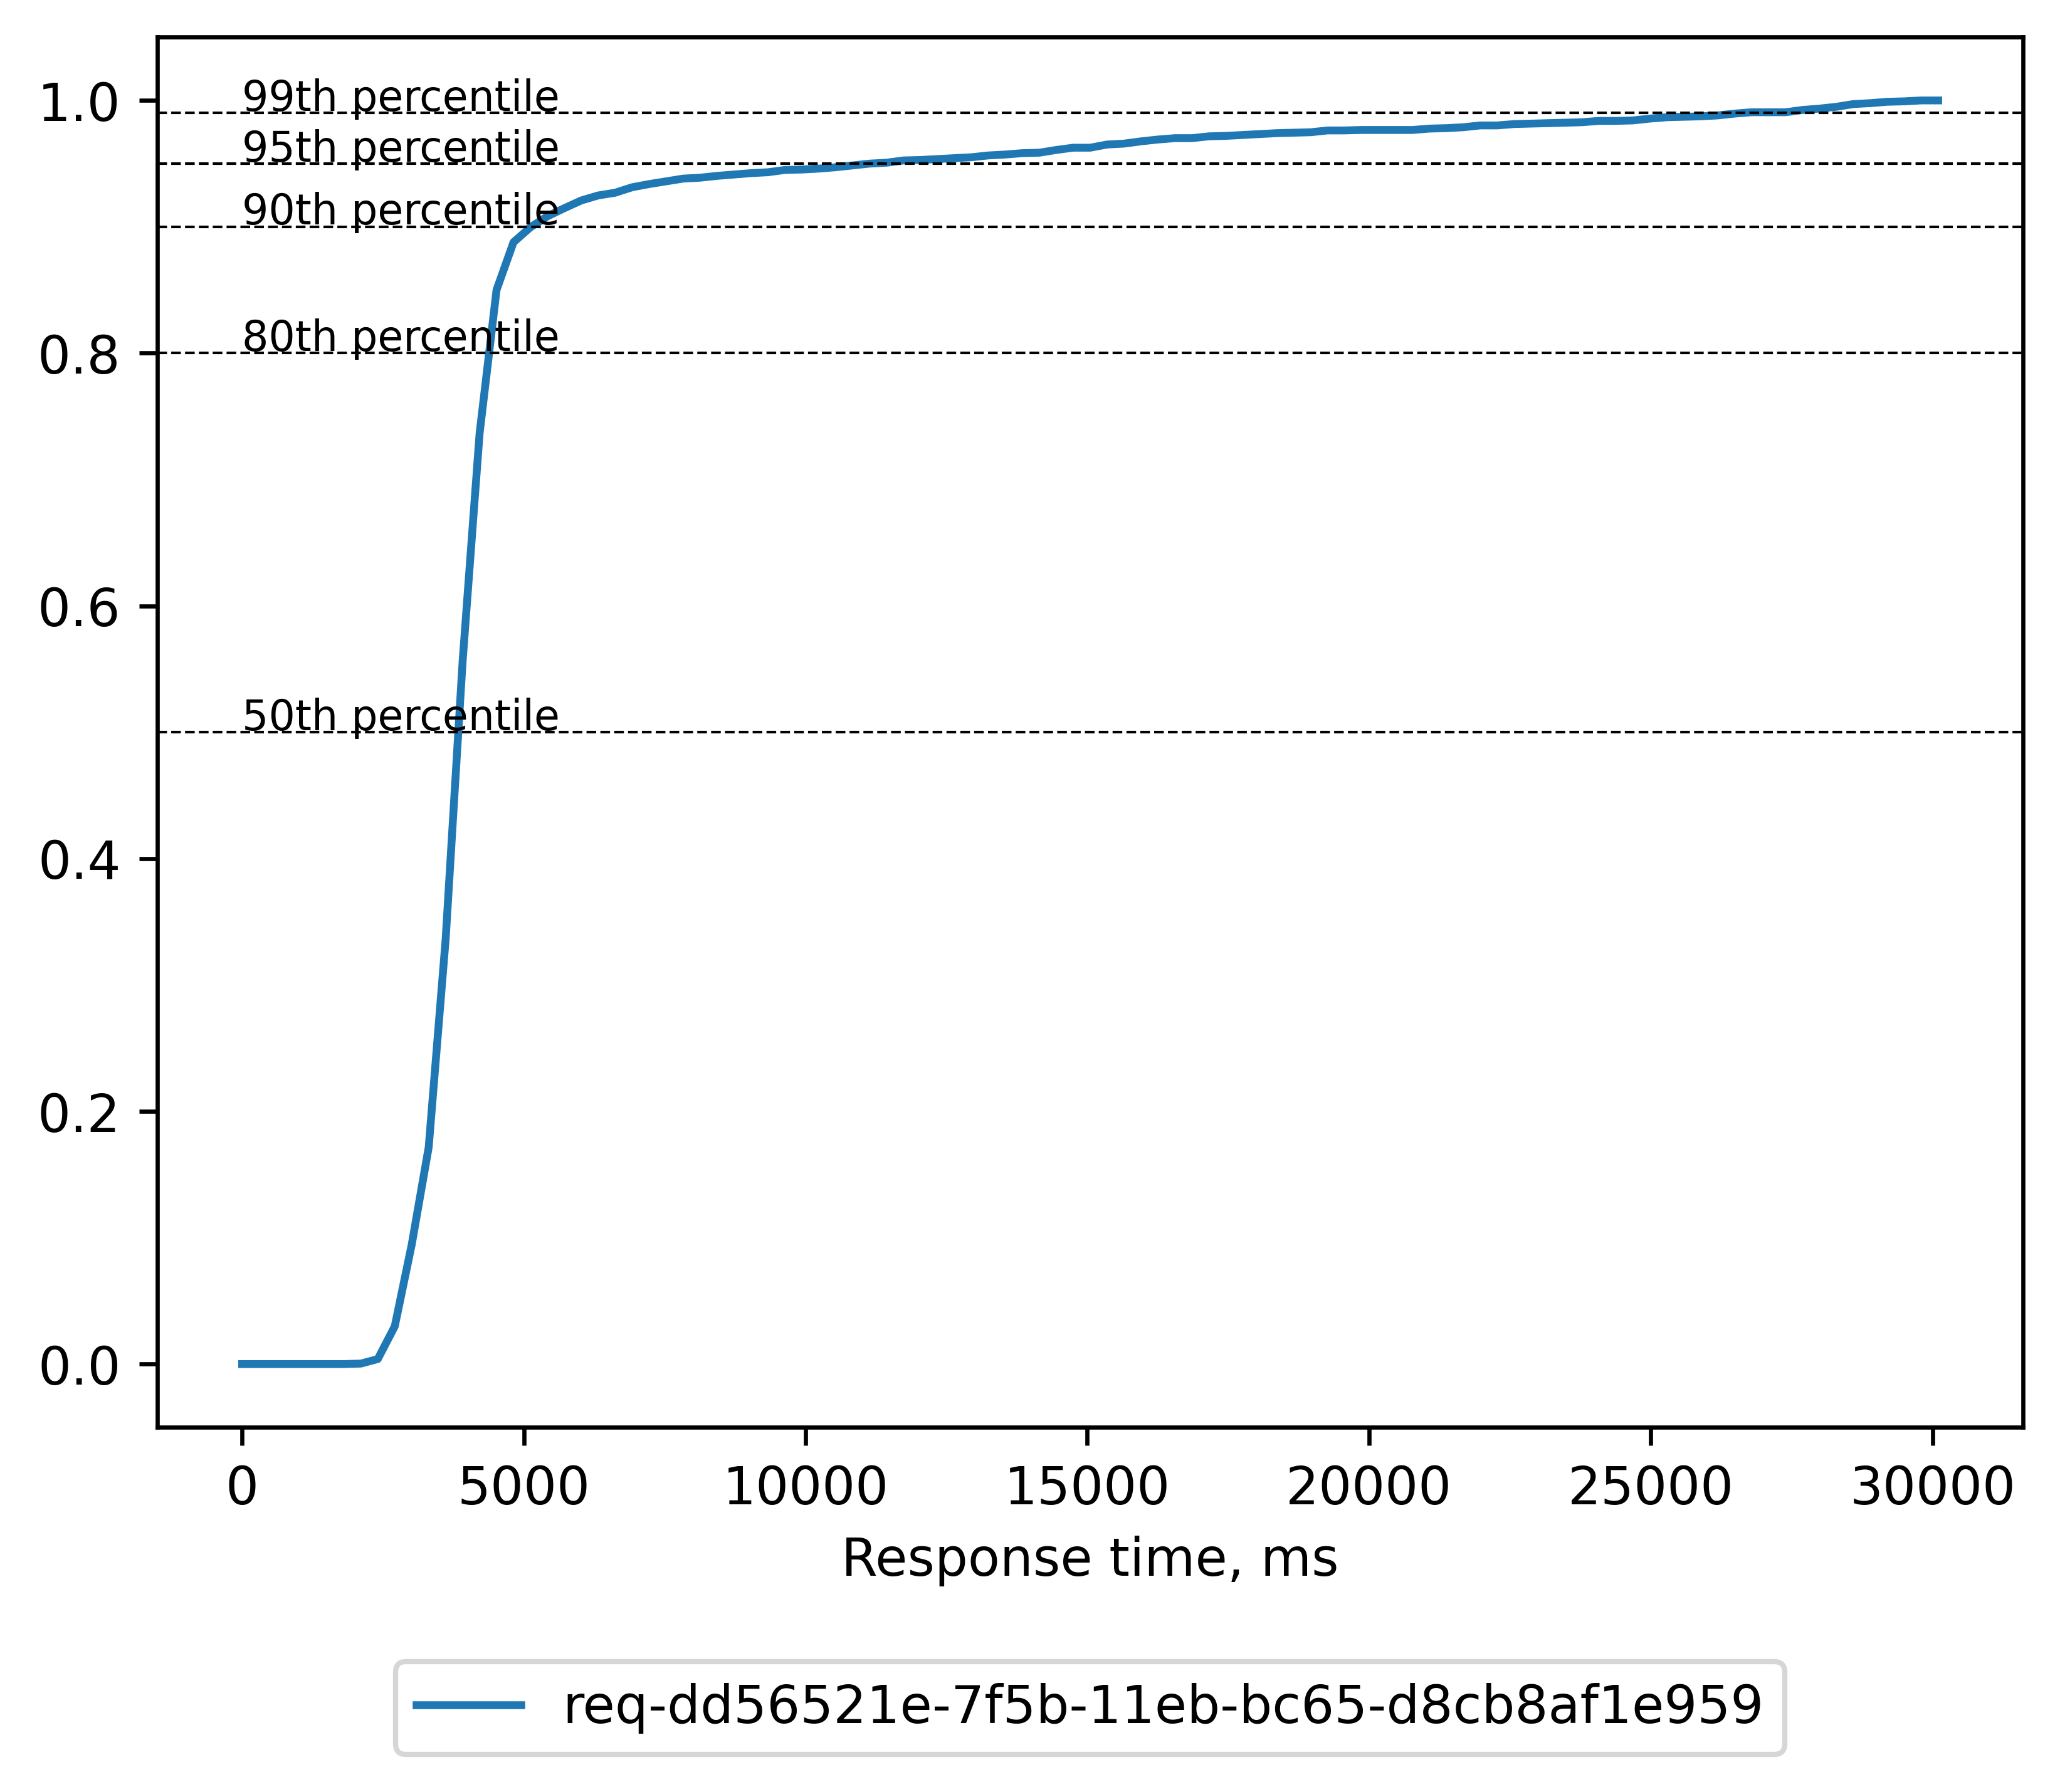 1.0
99th percentile
95th percentile
90th percentile
0.8
80th percentile
0.6
50th percentile
0.4
0.2
0.0
0 5000 10000 15000 20000 25000 30000
Response time, ms
req-dd56521e-7f5b-11eb-bc65-d8cb8af1e959